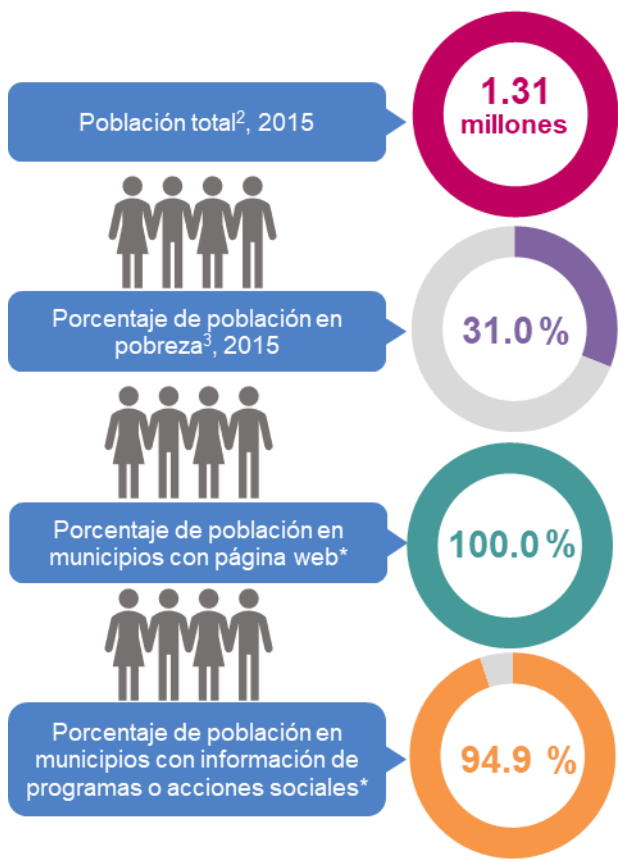 Población total², 2015
1.31
millones
Porcentaje de población en
pobreza³, 2015
31.0 %
Porcentaje de población en
municipios con página web*
100.0 %
Porcentaje de población en
municipios con información de
programas o acciones sociales*
94.9 %